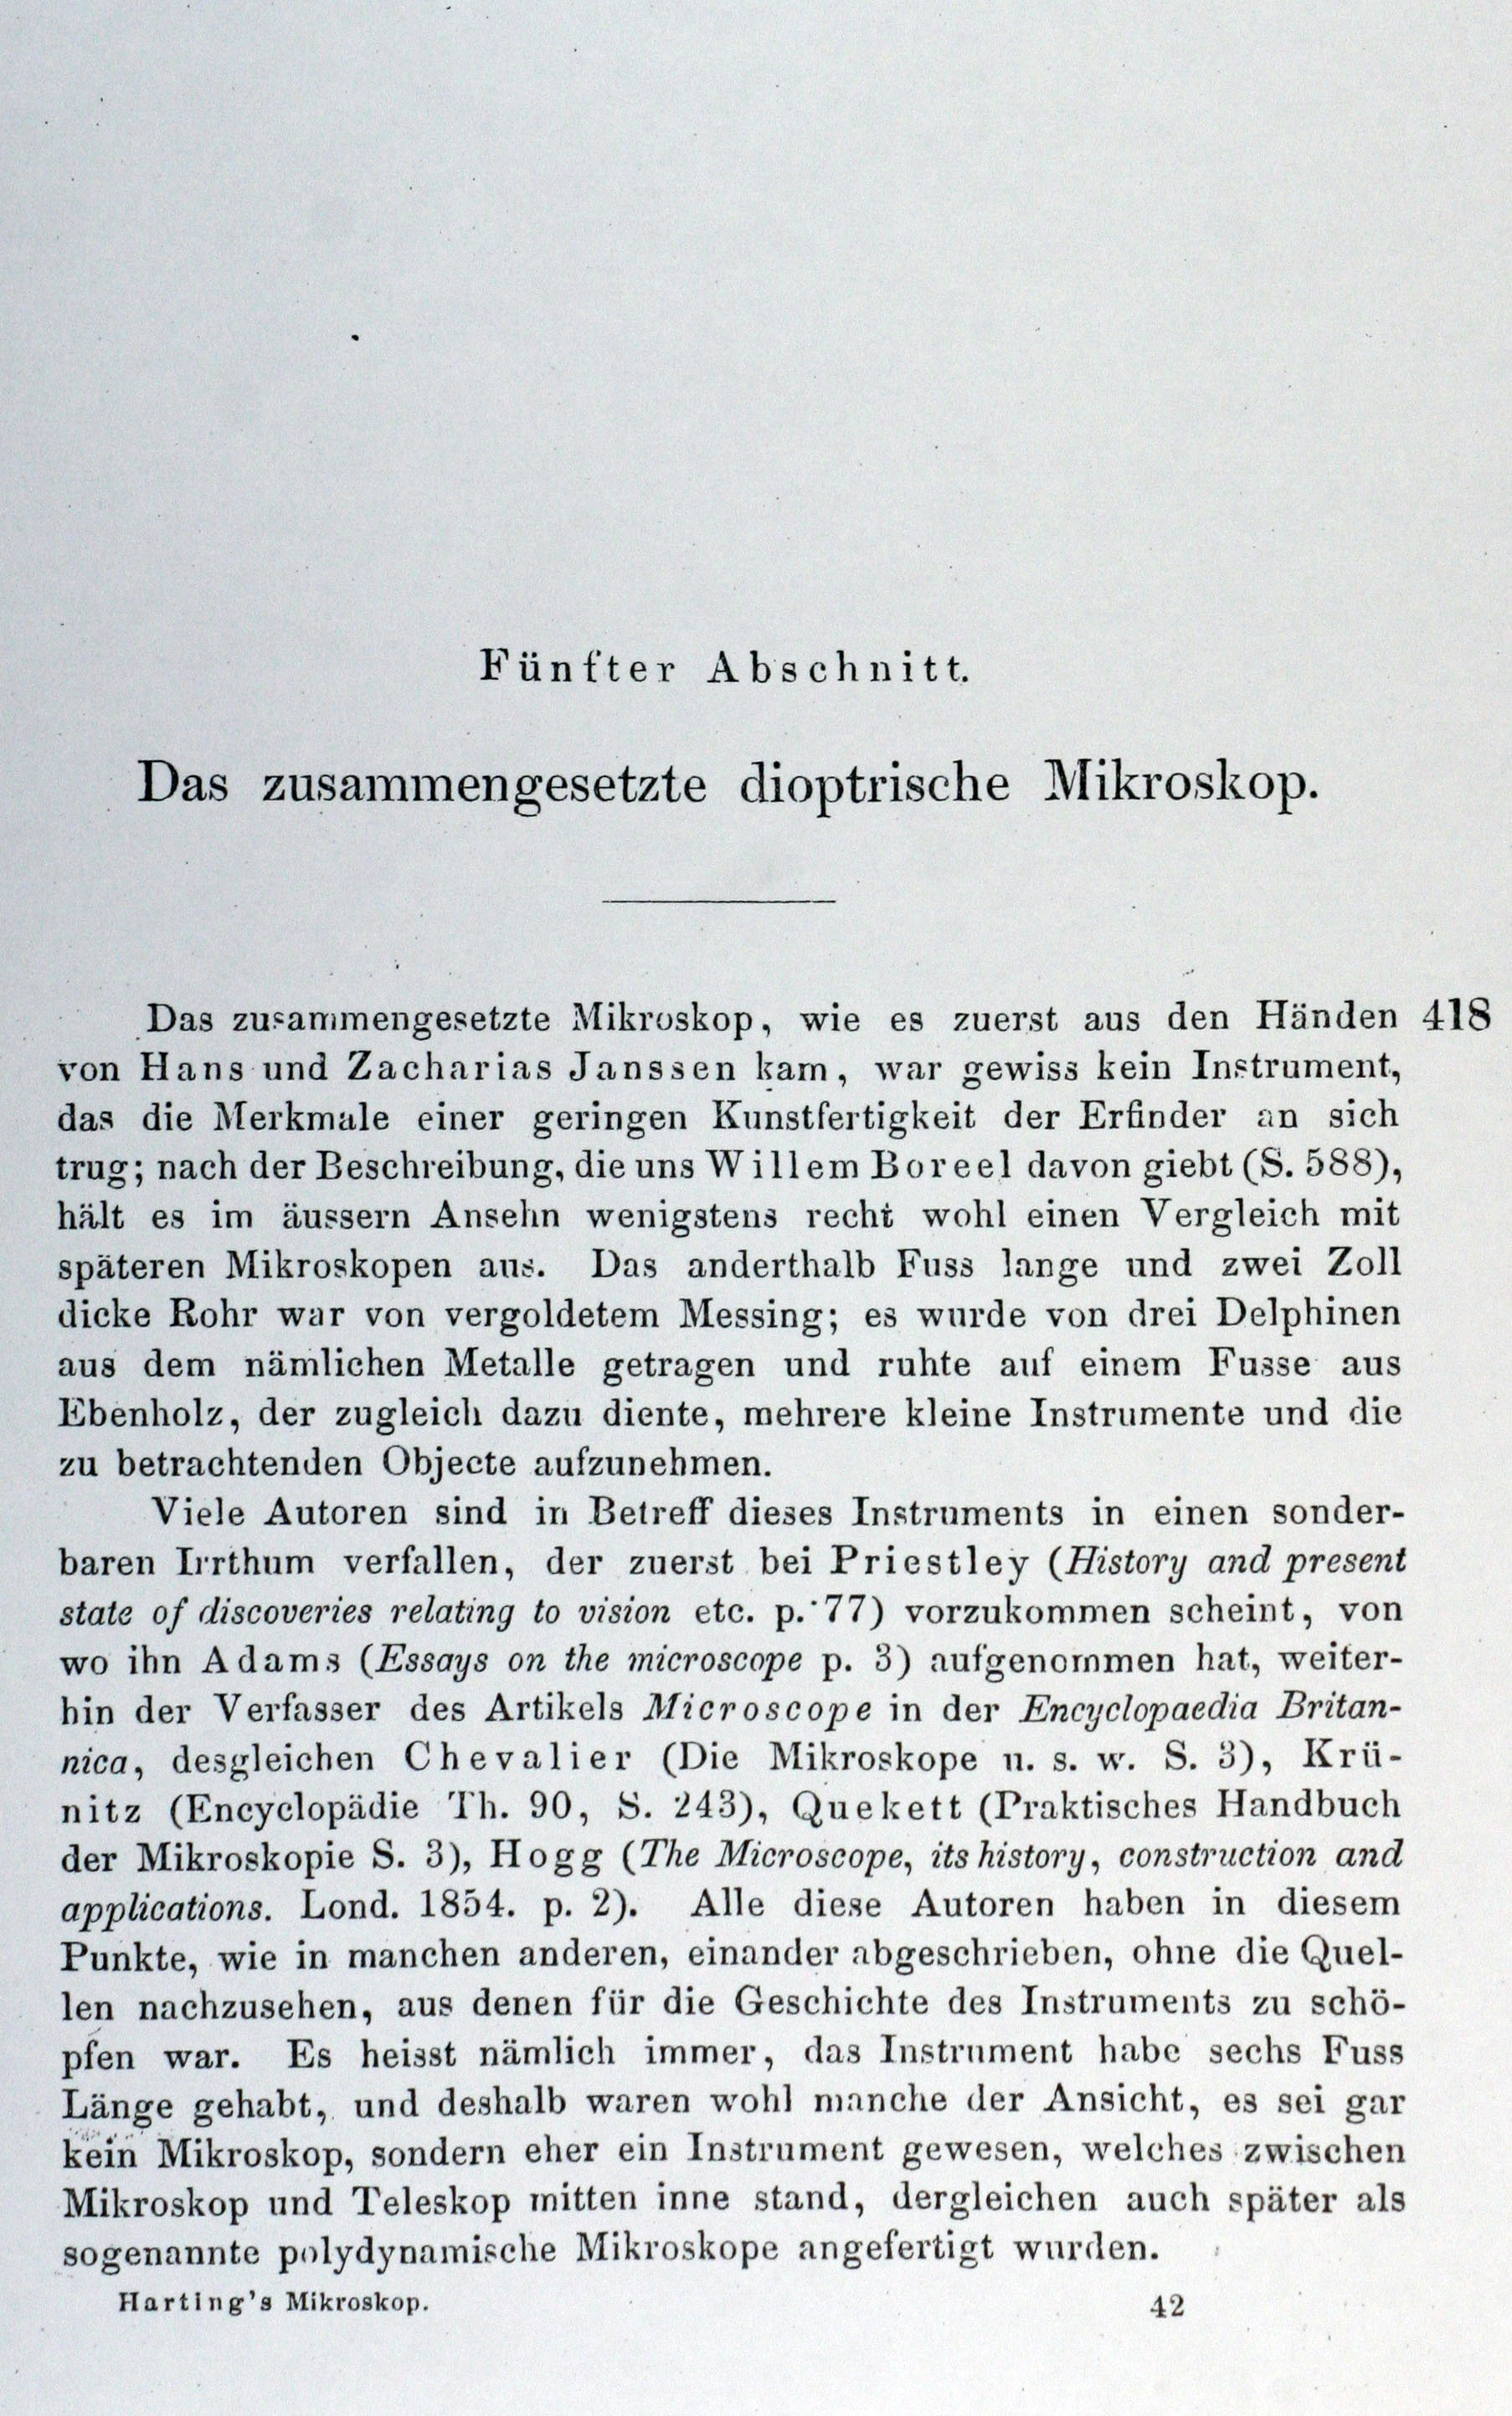 Fünfter Abschnitt.
Das zusammengesetzte dioptrische Mikroskop.
Das zusammengesetzte Mikroskop, wie es zuerst aus den Händen 418
von Hans und Zacharias Janssen kam, war gewiss kein Instrument,
das die Merkmale einer geringen Kunstfertigkeit der Erfinder an sich
trug; nach der Beschreibung, die uns Willem Boreel davon giebt (S. 588),
hält es im äussern Ansehn wenigstens recht wohl einen Vergleich mit
späteren Mikroskopen aus. Das anderthalb Fuss lange und zwei Zoll
dicke Rohr war von vergoldetem Messing; es wurde von drei Delphinen
aus dem nämlichen Metalle getragen und ruhte auf einem Fusse aus
Ebenholz, der zugleich dazu diente, mehrere kleine Instrumente und die
zu betrachtenden Objecte aufzunehmen.
Viele Autoren sind in Betreff dieses Instruments in einen sonder-
baren Irrthum verfallen, der zuerst bei Priestley (History and present
state of discoveries relating to vision etc. p. 77) vorzukommen scheint, von
wo ihn Adams (Essays on the microscope p. 3) aufgenommen hat, weiter-
hin der Verfasser des Artikels Microscope in der Encyclopaedia Britan-
nica, desgleichen Chevalier (Die Mikroskope u. s. w. S. 3), Krü-
nitz (Encyclopädie Th. 90, S. 243), Quekett (Praktisches Handbuch
der Mikroskopie S. 3), Hogg (The Microscope, its history, construction and
applications. Lond. 1854. p. 2). Alle diese Autoren haben in diesem
Punkte, wie in manchen anderen, einander abgeschrieben, ohne die Quel-
len nachzusehen, aus denen für die Geschichte des Instruments zu schö-
pfen war. Es heisst nämlich immer, das Instrument habe sechs Fuss
Länge gehabt, und deshalb waren wohl manche der Ansicht, es sei gar
kein Mikroskop, sondern eher ein Instrument gewesen, welches zwischen
Mikroskop und Teleskop mitten inne stand, dergleichen auch später als
sogenannte polydynamische Mikroskope angefertigt wurden.
Harting's Mikroskop. 42